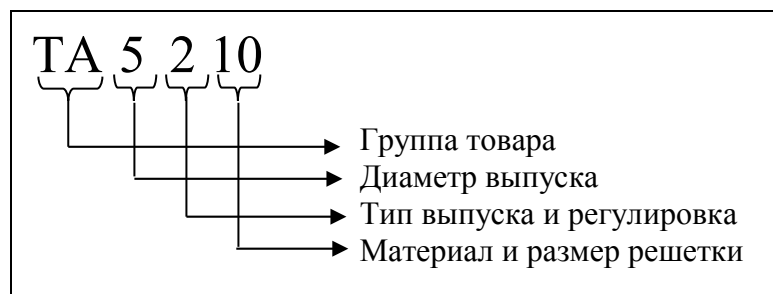 ТА 5 2 10
Группа товара
Диаметр выпуска
Тип выпуска и регулировка
Материал и размер решетки